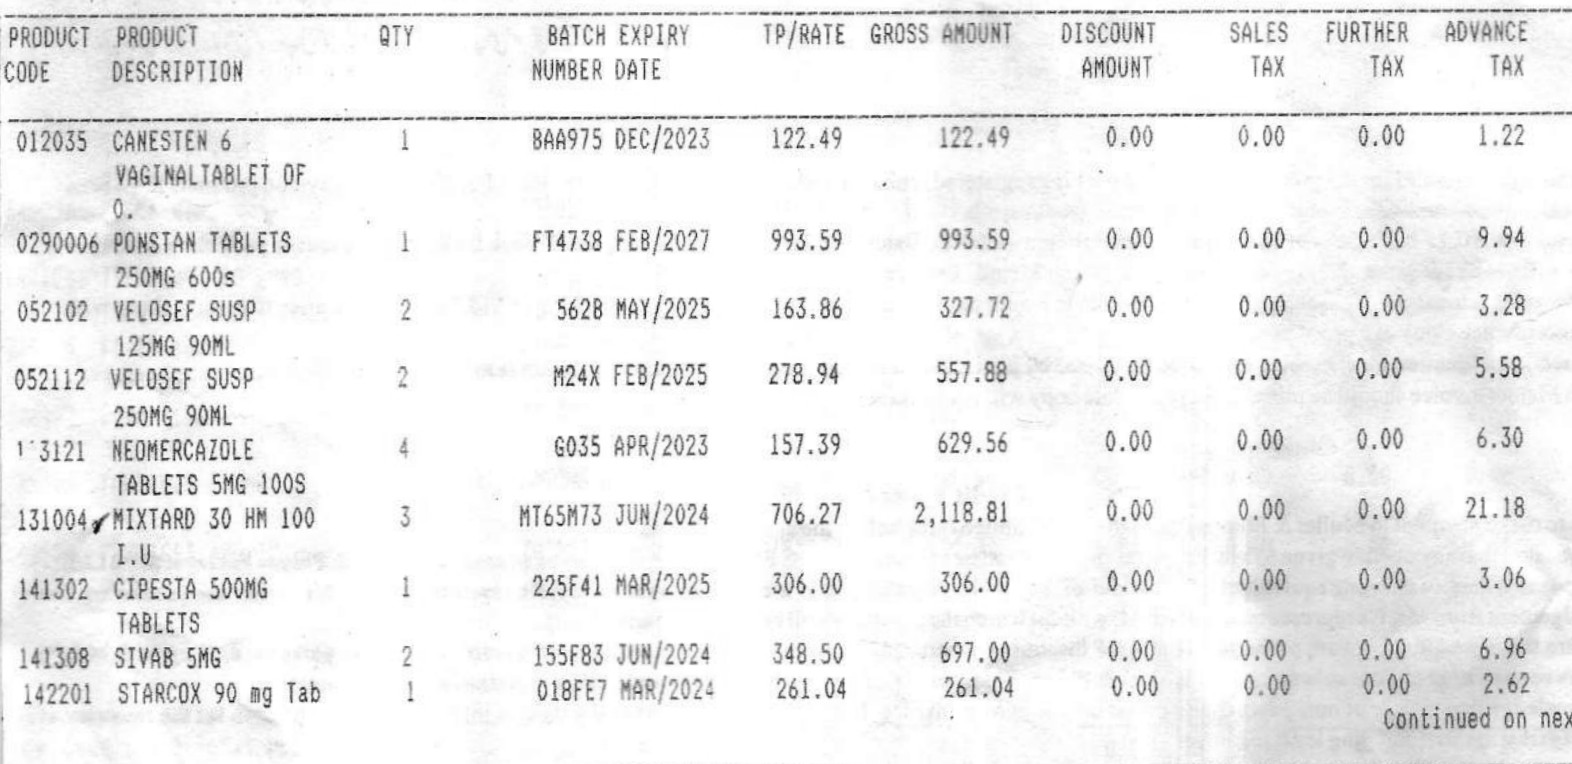 PRODUCT PRODUCT QTY BATCH EXPIRY TP/RATE GROSS AMOUNT DISCOUNT SALES FURTHER ADVANCE
CODE DESCRIPTION NUMBER DATE AMOUNT TAX TAX TAX
012035 CANESTEN 6 1 BAA975 DEC/2023 122.49 122.49 0.00 0.00 0.00 1.22
VAGINALTABLET OF
0.
0290006 PONSTAN TABLETS 1 FT4738 FEB/2027 993.59 993.59 0.00 0.00 0.00 9.94
250MG 600s
052102 VELOSEF SUSP 2 562B MAY/2025 163.86 327.72 0.00 0.00 0.00 3.28
125MG 90ML
052112 VELOSEF SUSP 2 M24X FEB/2025 278.94 557.88 0.00 0.00 0.00 5.58
250MG 90ML
3121 NEOMERCAZOLE 4 G035 APR/2023 157.39 629.56 0.00 0.00 0.00 6.30
TABLETS 5MG 100S
131004 MIXTARD 30 HM 100 3 MT65M73 JUN/2024 706.27 2,118.81 0.00 0.00 0.00 21.18
I.U
141302 CIPESTA 500MG 1 225F41 MAR/2025 306.00 306.00 0.00 0.00 0.00 3.06
TABLETS
141308 SIVAB 5MG 2 155F83 JUN/2024 348.50 697.00 0.00 0.00 0.00 6.96
142201 STARCOX 90 mg Tab 1 018FE7 MAR/2024 261.04 261.04 0.00 0.00 0.00 2.62
Continued on nex